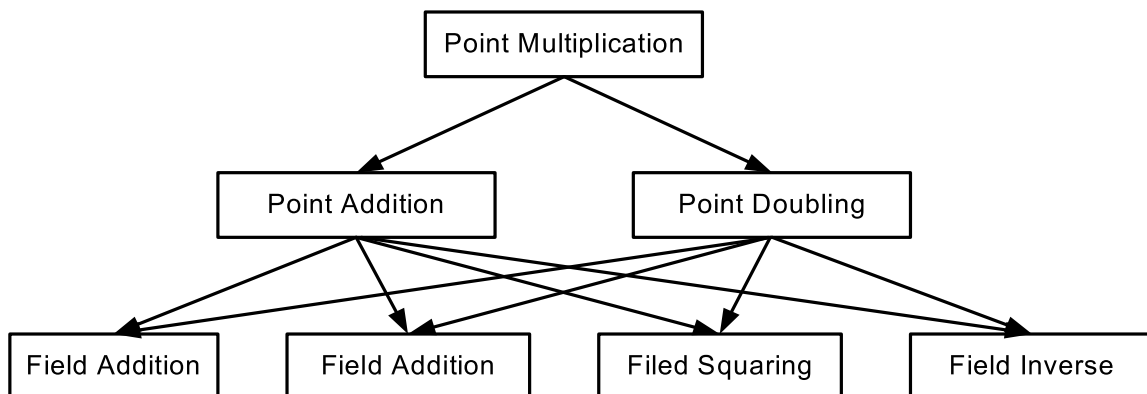 Point Multiplication
Point Addition
Point Doubling
Field Addition
Field Addition
Filed Squaring
Field Inverse